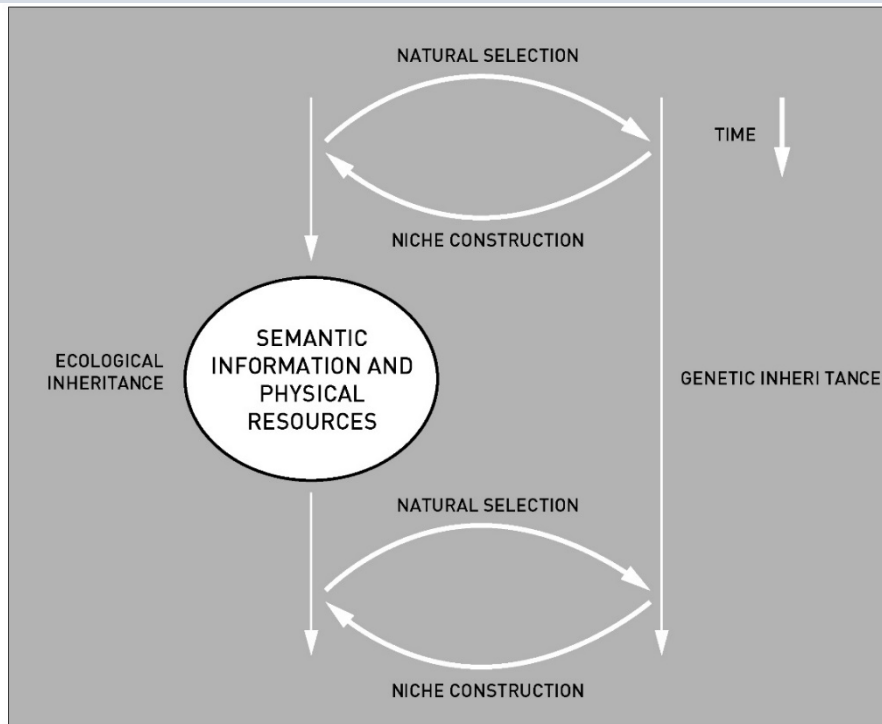 NATURAL SELECTION
TIME
NICHE CONSTRUCTION
SEMANTIC
INFORMATION AND
PHYSICAL
RESOURCES
ECOLOGICAL
INHERITANCE
GENETIC INHERI TANCE
NATURAL SELECTION
NICHE CONSTRUCTION